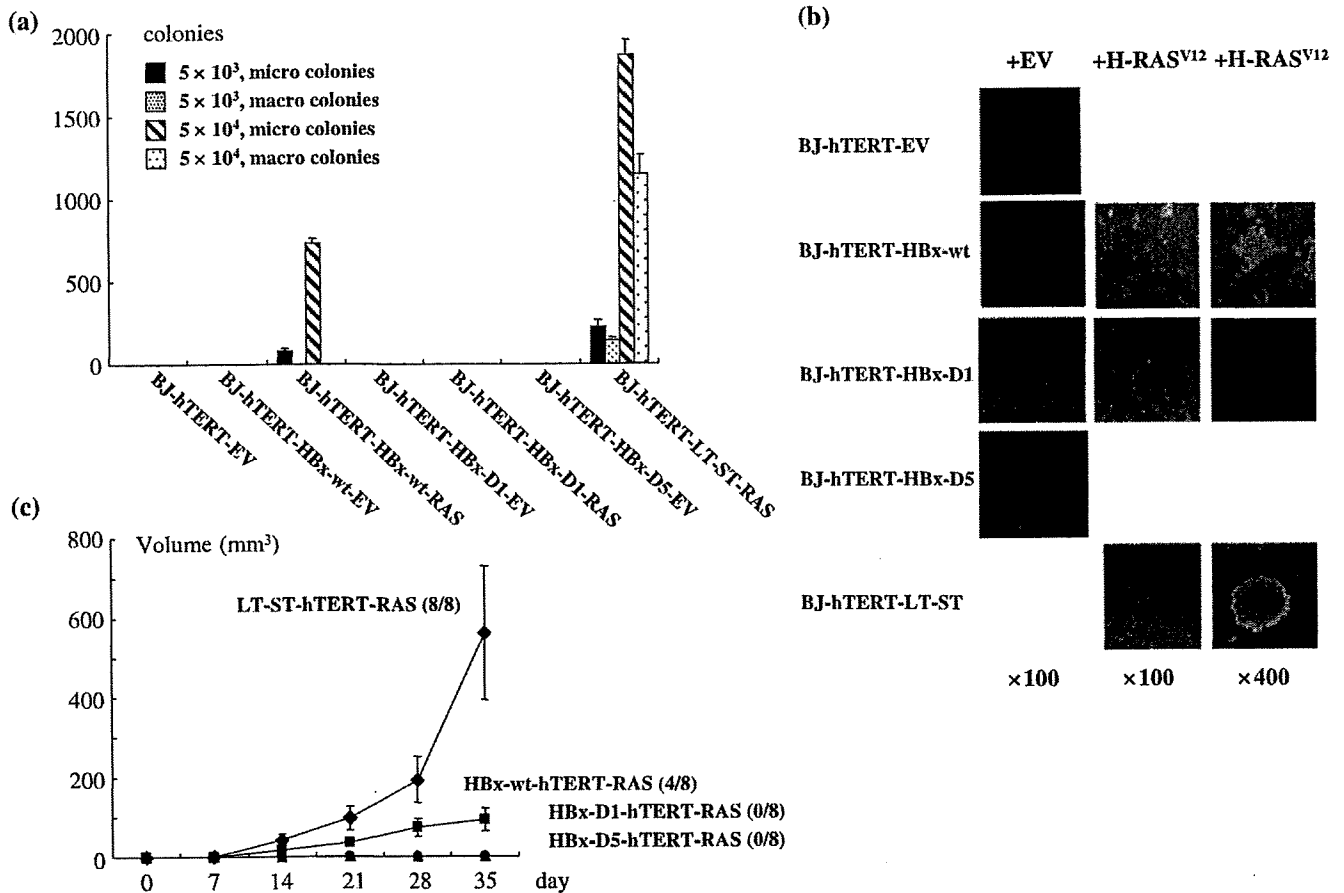 (a)
colonies
5 × 10³, micro colonies
5 × 10³, macro colonies
5 × 10⁴, micro colonies
5 × 10⁴, macro colonies
2000
1500
1000
500
0
BJ-hTERT-EV
BJ-hTERT-HBx-wt-EV
BJ-hTERT-HBx-wt-RAS
BJ-hTERT-HBx-D1-EV
BJ-hTERT-HBx-D1-RAS
BJ-hTERT-HBx-D5-EV
BJ-hTERT-LT-ST-RAS
(b)
+EV +H-RASV12 +H-RASV12
BJ-hTERT-EV
BJ-hTERT-HBx-wt
BJ-hTERT-HBx-D1
BJ-hTERT-HBx-D5
BJ-hTERT-LT-ST
×100 ×100 ×400
(c)
Volume (mm³)
800
600
400
200
0
LT-ST-hTERT-RAS (8/8)
HBx-wt-hTERT-RAS (4/8)
HBx-D1-hTERT-RAS (0/8)
HBx-D5-hTERT-RAS (0/8)
0 7 14 21 28 35 day